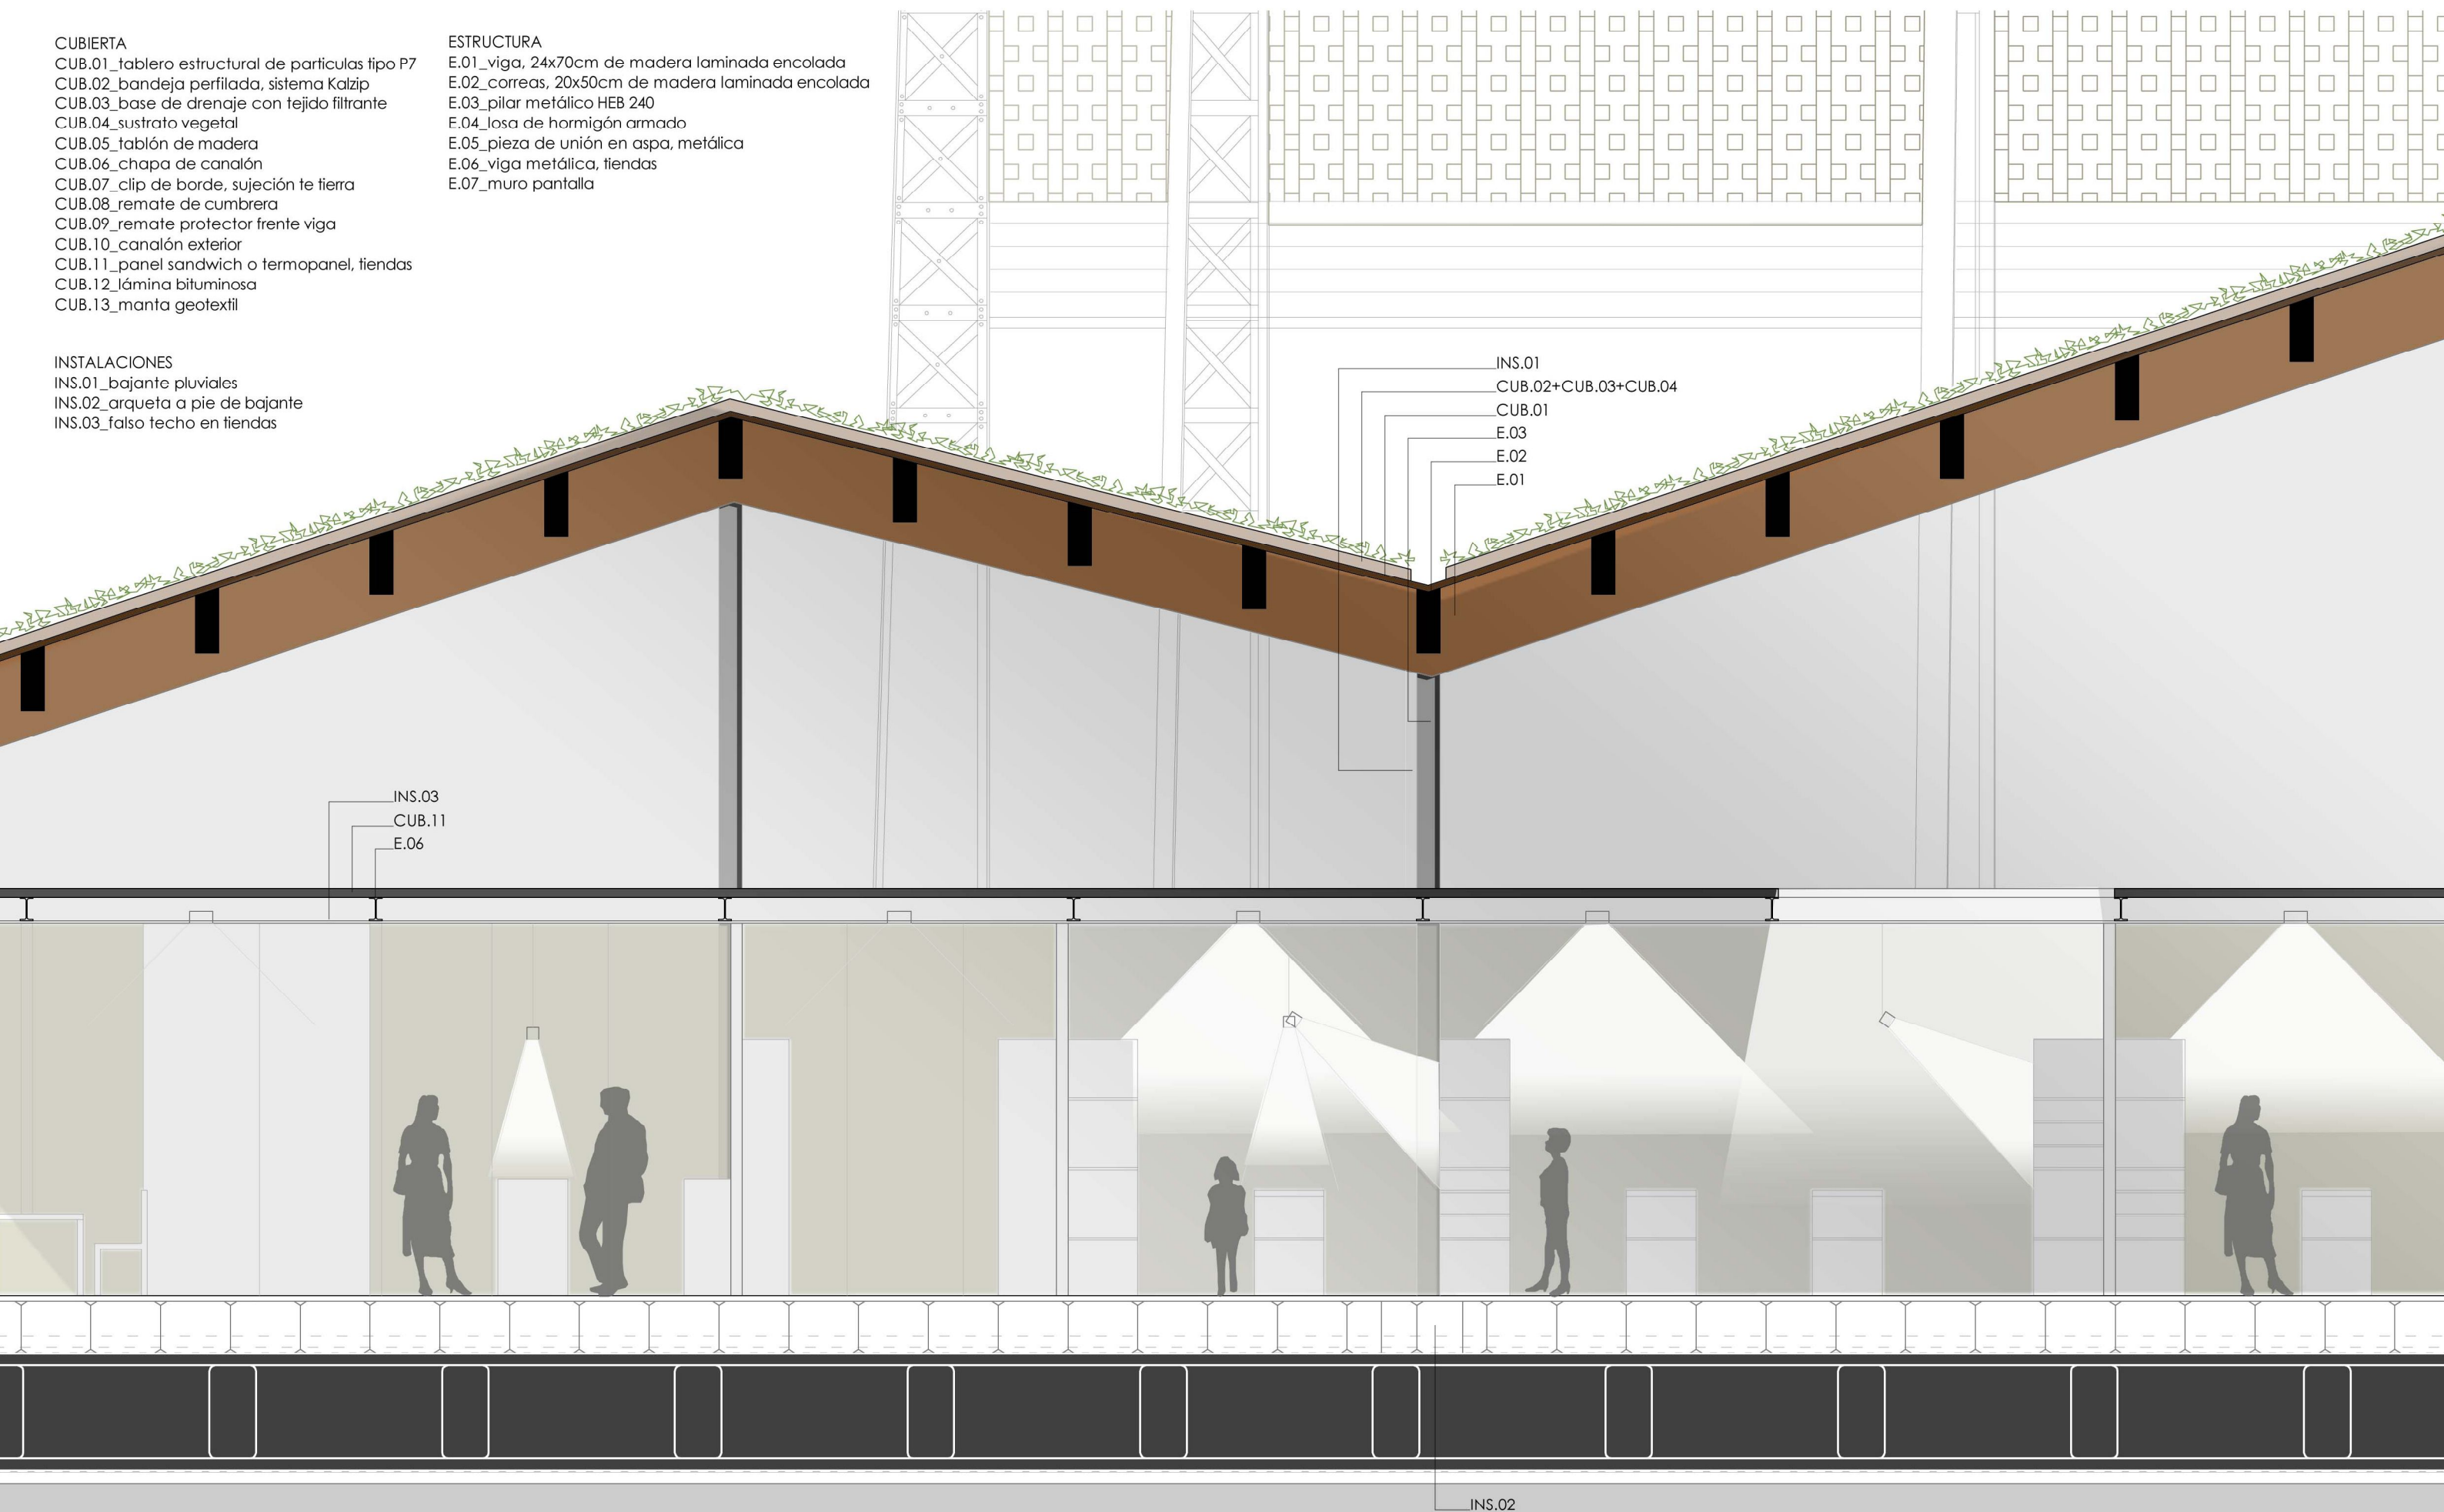 CUBIERTA
CUB.01_tablero estructural de particulas tipo P7
CUB.02_bandeja perfilada, sistema Kalzip
CUB.03_base de drenaje con tejido filtrante
CUB.04_sustrato vegetal
CUB.05_tablón de madera
CUB.06_chapa de canalón
CUB.07_clip de borde, sujeción te tierra
CUB.08_remate de cumbrera
CUB.09_remate protector frente viga
CUB.10_canalón exterior
CUB.11_panel sandwich o termopanel, tiendas
CUB.12_lámina bituminosa
CUB.13_manta geotextil
INSTALACIONES
INS.01_bajante pluviales
INS.02_arqueta a pie de bajante
INS.03_falso techo en tiendas
ESTRUCTURA
E.01_viga, 24x70cm de madera laminada encolada
E.02_correas, 20x50cm de madera laminada encolada
E.03_pilar metálico HEB 240
E.04_losa de hormigón armado
E.05_pieza de unión en aspa, metálica
E.06_viga metálica, tiendas
E.07_muro pantalla
INS.01
CUB.02+CUB.03+CUB.04
CUB.01
E.03
E.02
E.01
INS.03
CUB.11
E.06
INS.02